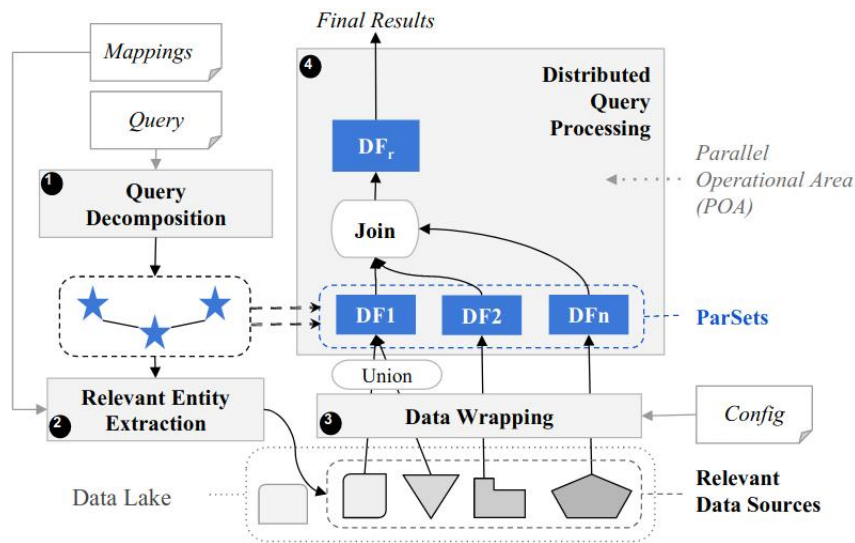 Final Results
Mappings
4
Distributed
Query
Processing
Query
1
Query
Decomposition
DFr
Parallel
Operational Area
(POA)
Join
DF1
DF2
DFn
ParSets
Union
Relevant Entity
Extraction
2
3
Data Wrapping
Config
Data Lake
Relevant
Data Sources